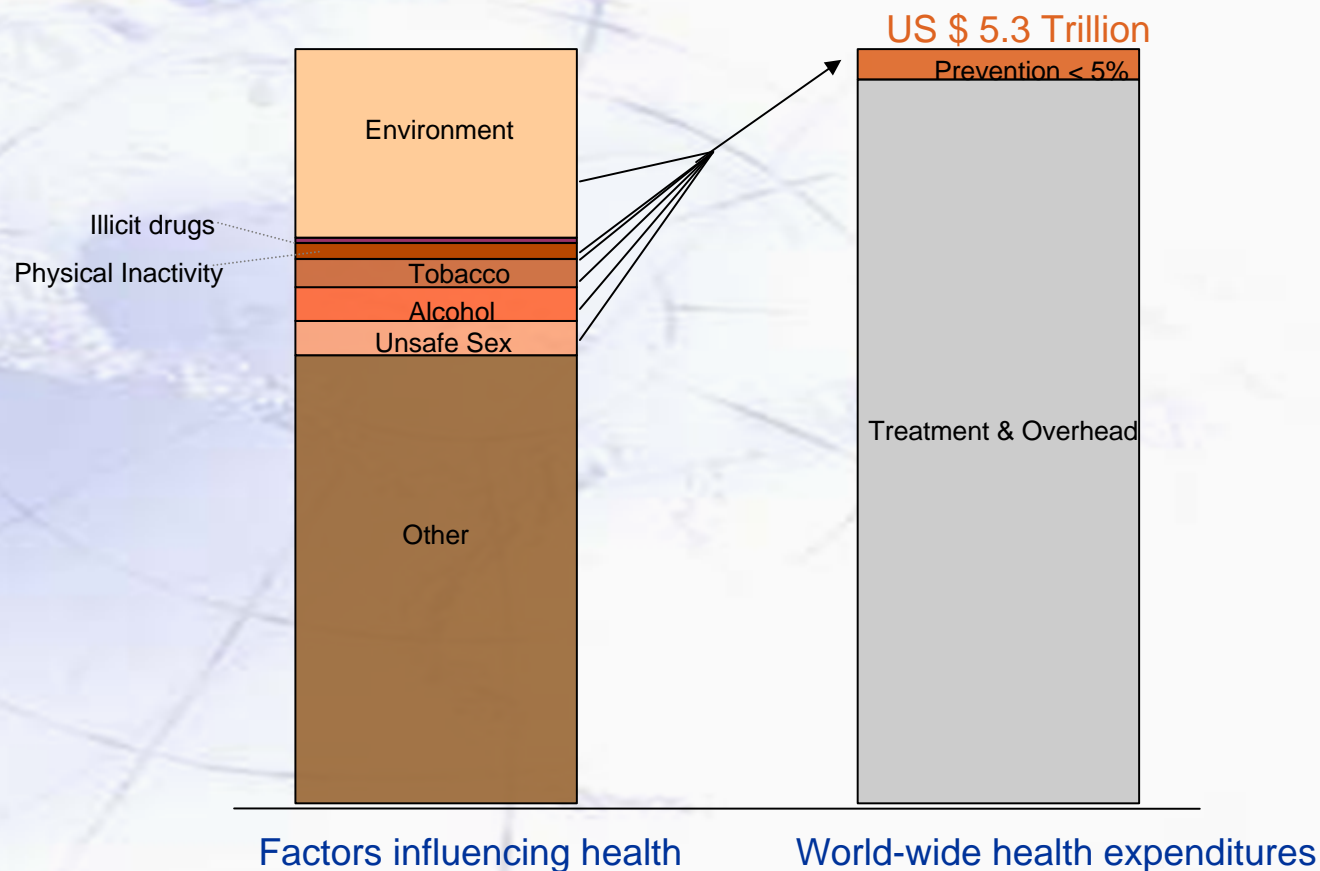 US $ 5.3 Trillion
Prevention < 5%
Environment
Illicit drugs
Physical Inactivity
Tobacco
Alcohol
Unsafe Sex
Treatment & Overhead
Other
Factors influencing health
World-wide health expenditures